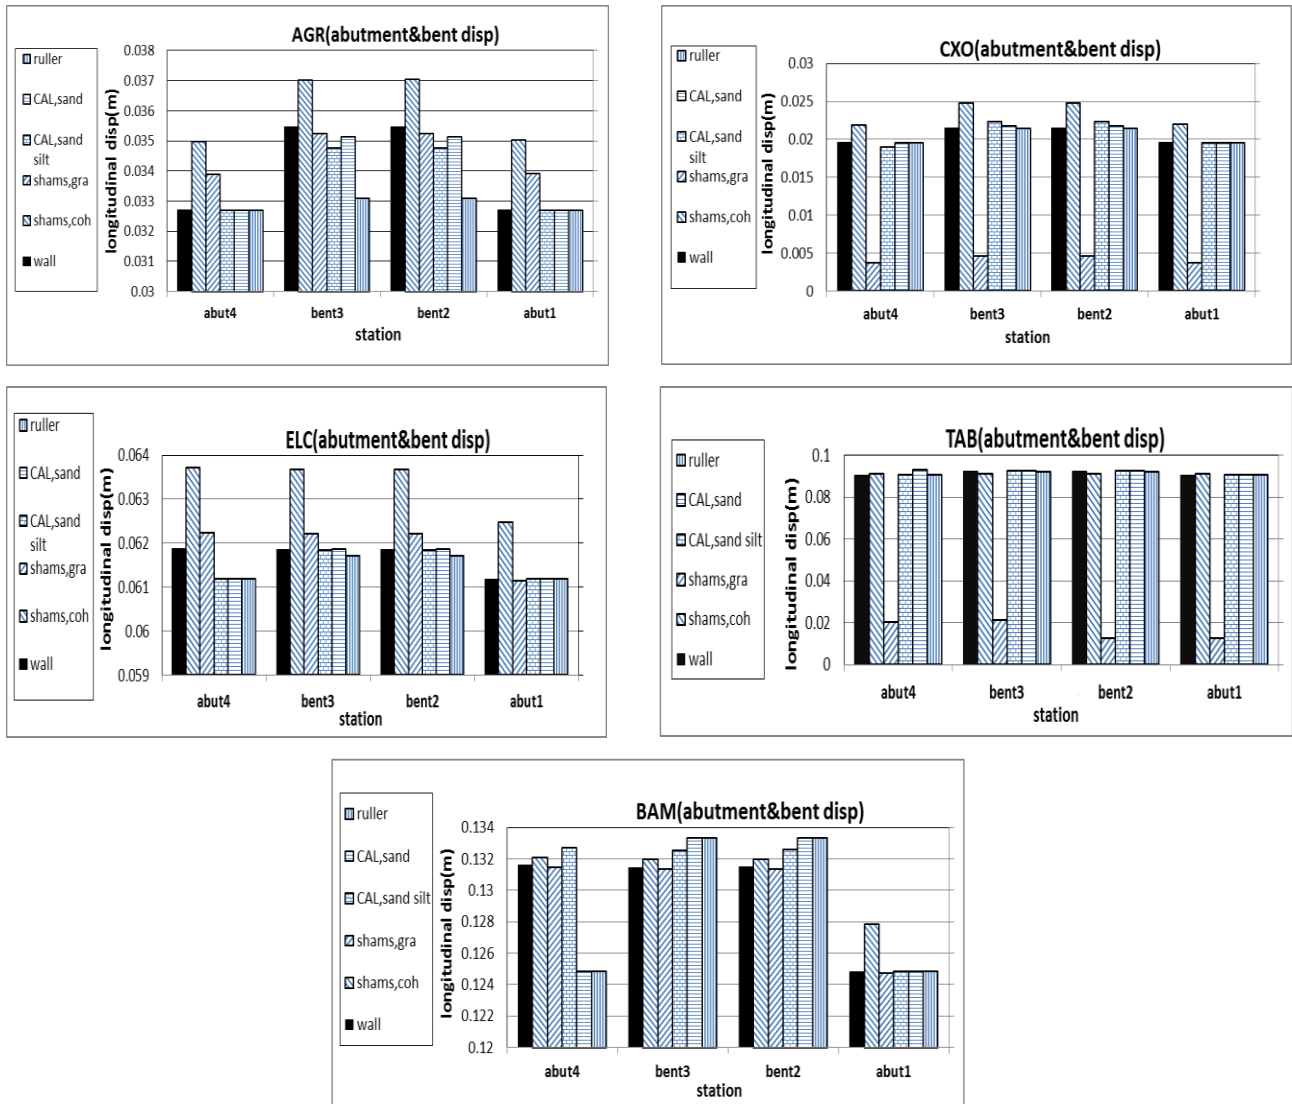 AGR(abutment&bent disp)
ruller
CAL,sand
CAL,sand
silt
shams,gra
shams,coh
wall
longitudinal disp(m)
0.038
0.037
0.036
0.035
0.034
0.033
0.032
0.031
0.03
abut4 bent3 bent2 abut1
station
CXO(abutment&bent disp)
ruller
CAL,sand
CAL,sand
silt
shams,gra
shams,coh
wall
longitudinal disp(m)
0.03
0.025
0.02
0.015
0.01
0.005
0
abut4 bent3 bent2 abut1
station
ELC(abutment&bent disp)
ruller
CAL,sand
CAL,sand
silt
shams,gra
shams,coh
wall
longitudinal disp(m)
0.064
0.063
0.062
0.061
0.06
0.059
abut4 bent3 bent2 abut1
station
TAB(abutment&bent disp)
ruller
CAL,sand
CAL,sand silt
shams,gra
shams,coh
wall
longitudinal disp(m)
0.1
0.08
0.06
0.04
0.02
0
abut4 bent3 bent2 abut1
station
BAM(abutment&bent disp)
ruller
CAL,sand
CAL,sand silt
shams,gra
shams,coh
wall
longitudinal disp(m)
0.134
0.132
0.13
0.128
0.126
0.124
0.122
0.12
abut4 bent3 bent2 abut1
station